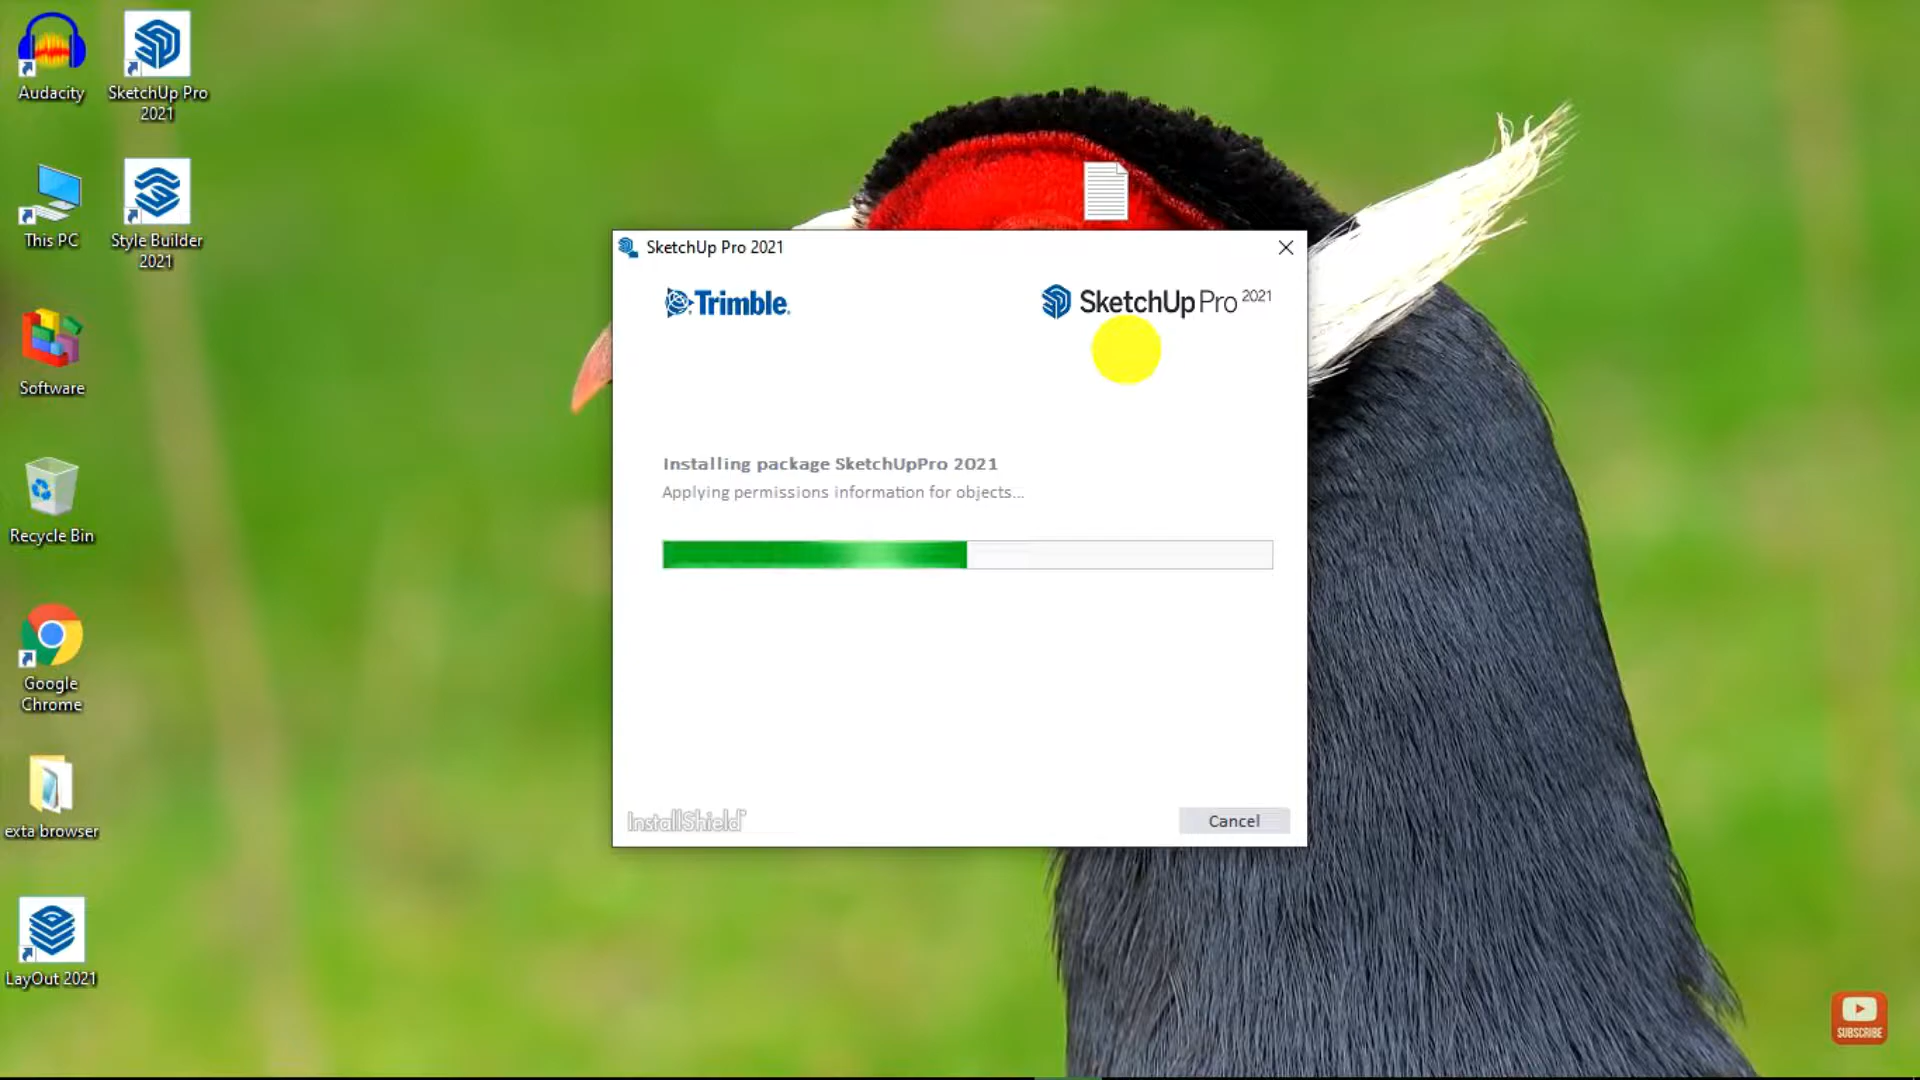 Audacity
SketchUp Pro
2021
This PC
Style Builder
2021
Software
Recycle Bin
Google
Chrome
exta browser
LayOut 2021
SketchUp Pro 2021
Trimble
SketchUp Pro 2021
Installing package SketchUpPro 2021
Applying permissions information for objects...
InstallShield
Cancel
SUBSCRIBE